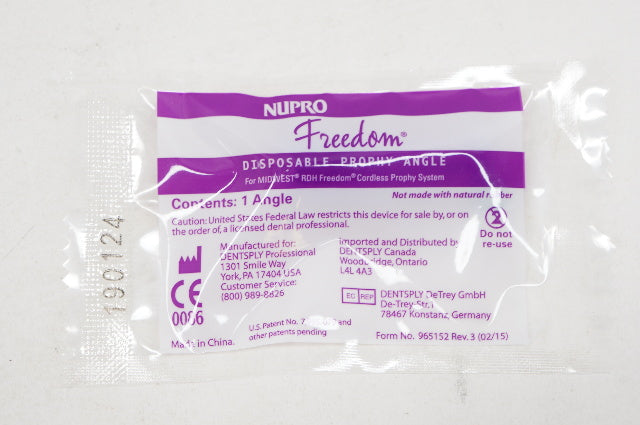 NUPRO
Freedom®
DISPOSABLE PROPHY ANGLE
For MIDWEST® RDH Freedom® Cordless Prophy System
Contents: 1 Angle
Not made with natural rubber
Caution: United States Federal Law restricts this device for sale by, or on
the order of, a licensed dental professional.
2
Do not
re-use
Manufactured for:
DENTSPLY Professional
1301 Smile Way
York, PA 17404 USA
Customer Service:
(800) 989-8826
Imported and Distributed by
DENTSPLY Canada
Woodbridge, Ontario
L4L 4A3
CE
0086
EC REP
DENTSPLY DeTrey GmbH
De-Trey-Str.1
78467 Konstanz, Germany
U.S. Patent No. and
other patents pending
Made in China.
Form No. 965152 Rev. 3 (02/15)
190124